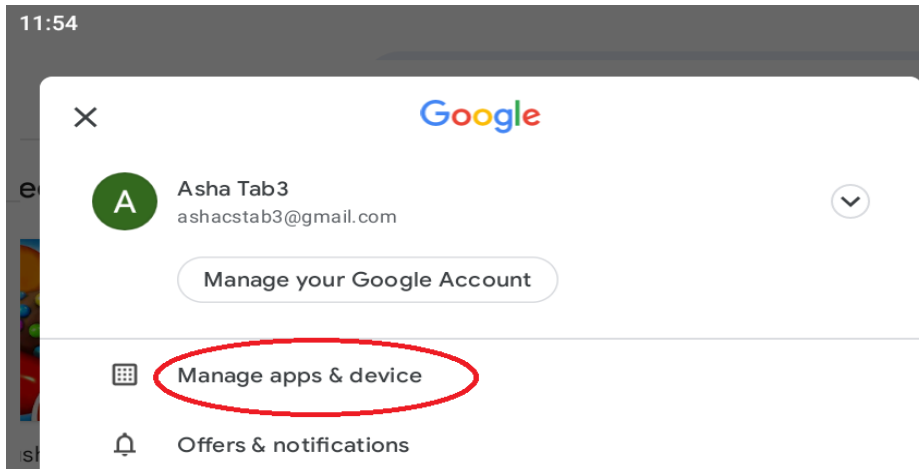 11:54
Google
A
Asha Tab3
ashacstab3@gmail.com
Manage your Google Account
Manage apps & device
Offers & notifications